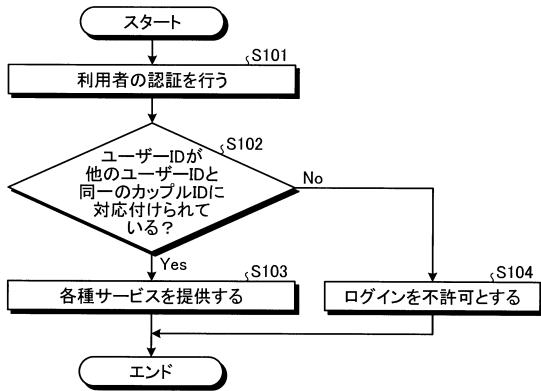 スタート
S101
利用者の認証を行う
S102
ユーザーIDが
他のユーザーIDと
同一のカップルIDに
対応付けられて
いる？
No
Yes
S103
各種サービスを提供する
S104
ログインを不許可とする
エンド